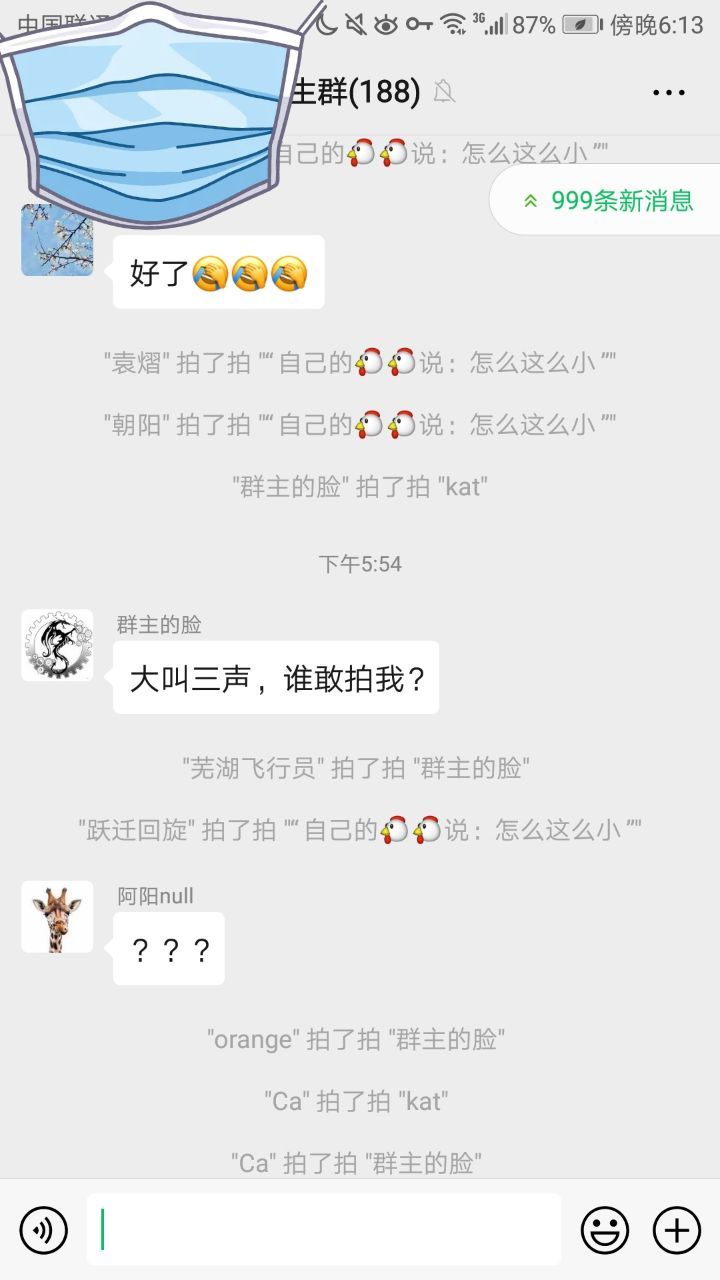 中国联通
3G 87% 傍晚6:13
主群(188)
自己的🐔🐔说：怎么这么小”"
999条新消息
好了🤣🤣🤣
"袁熠" 拍了拍 "“自己的🐔🐔说：怎么这么小”"
"朝阳" 拍了拍 "“自己的🐔🐔说：怎么这么小”"
"群主的脸" 拍了拍 "kat"
下午5:54
群主的脸
大叫三声，谁敢拍我？
"芜湖飞行员" 拍了拍 "群主的脸"
"跃迁回旋" 拍了拍 "“自己的🐔🐔说：怎么这么小”"
阿阳null
？？？
"orange" 拍了拍 "群主的脸"
"Ca" 拍了拍 "kat"
"Ca" 拍了拍 "群主的脸"